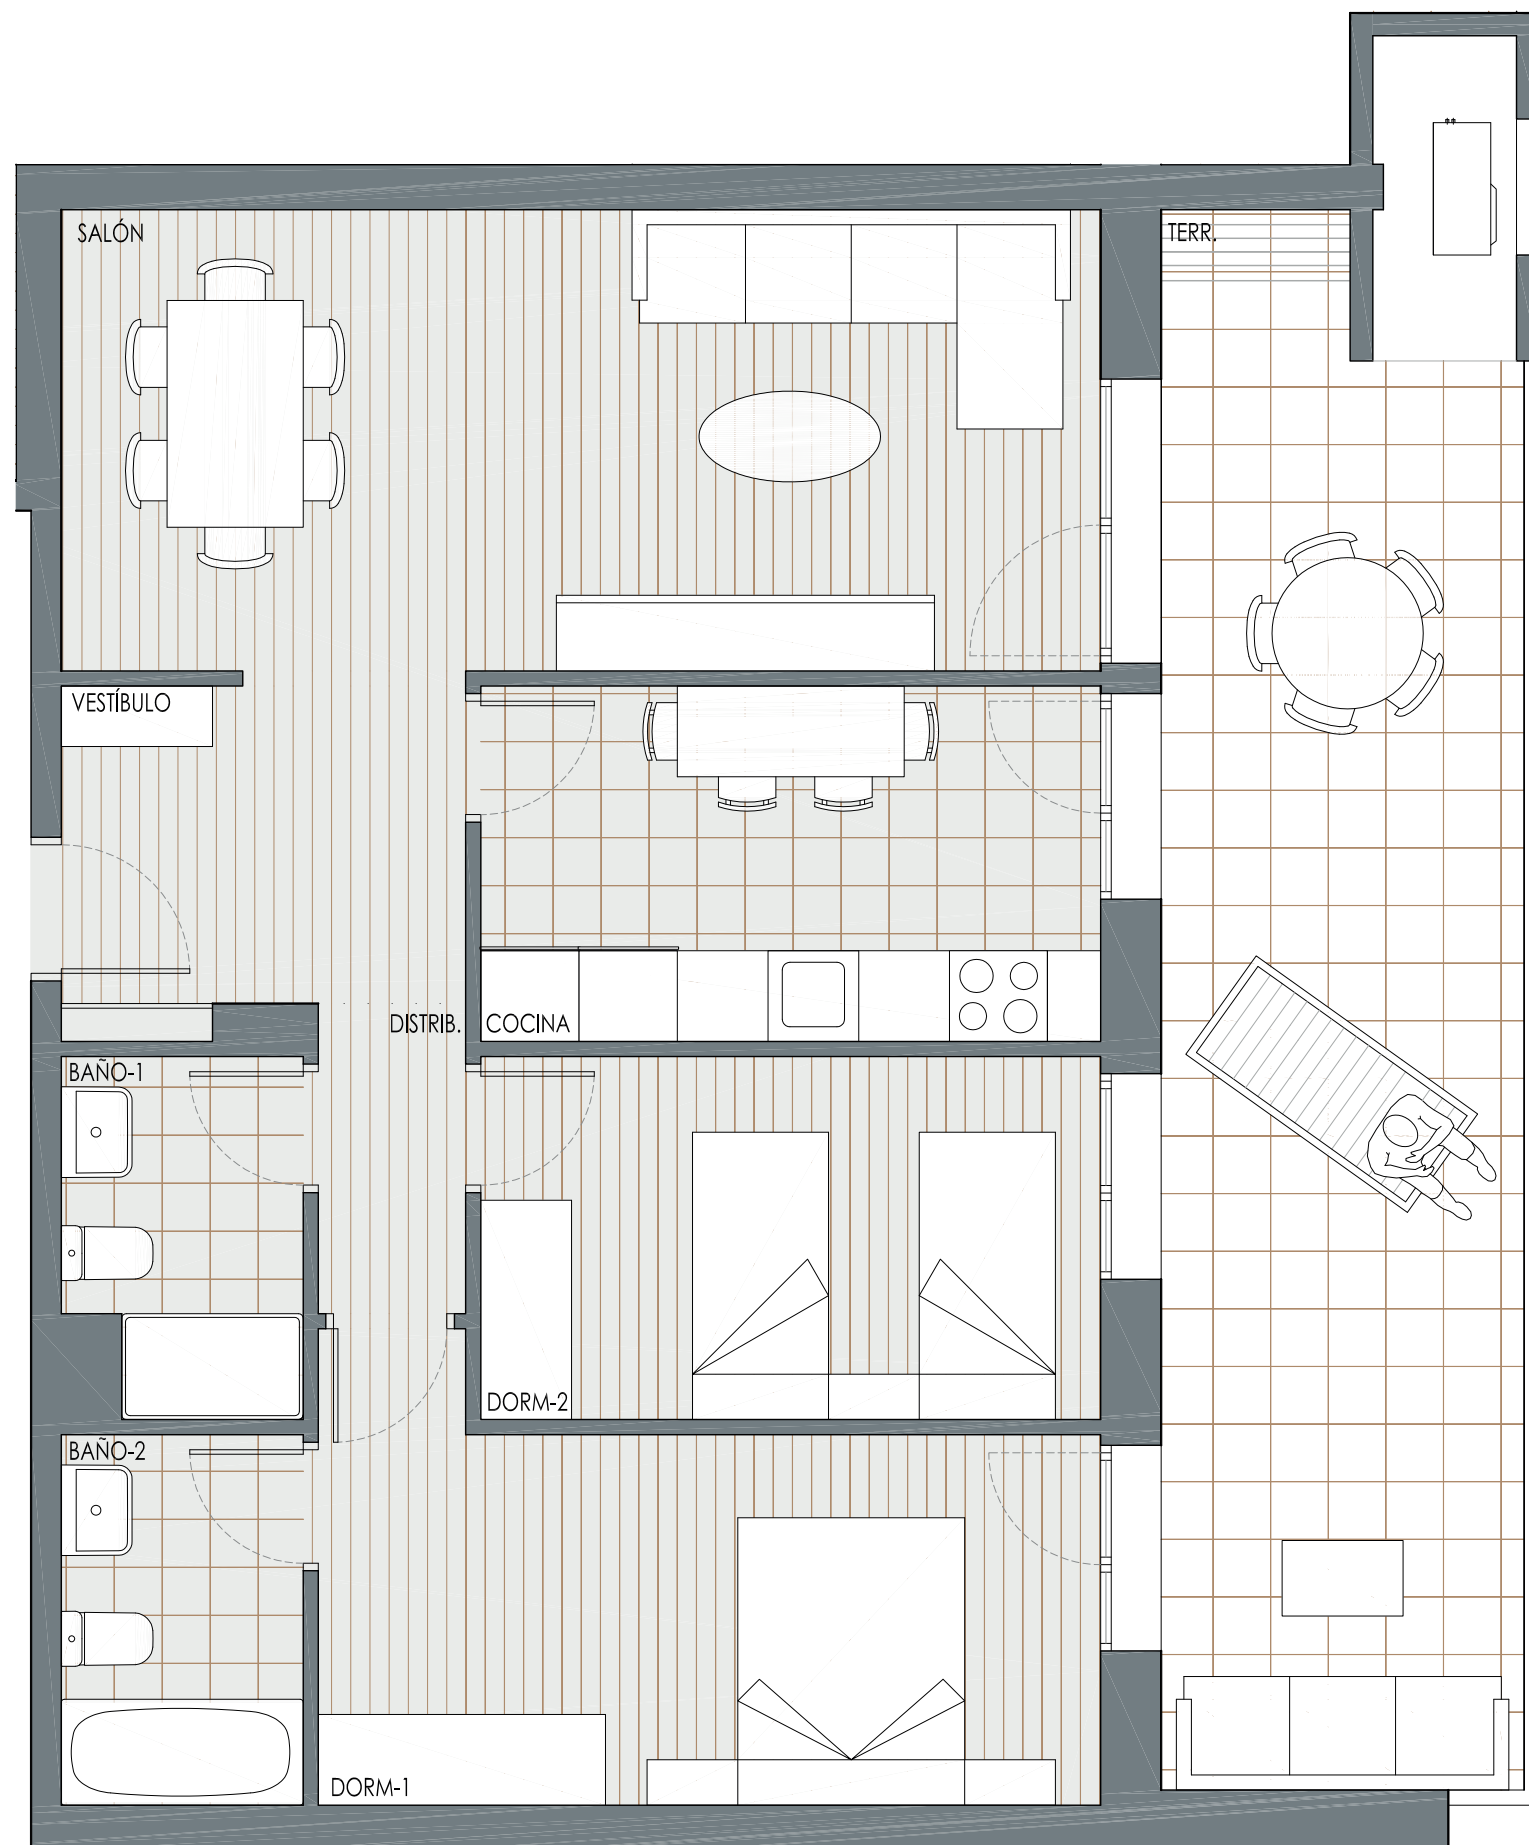 SALÓN
TERR.
VESTÍBULO
DISTRIB.
COCINA
BAÑO-1
DORM-2
BAÑO-2
DORM-1